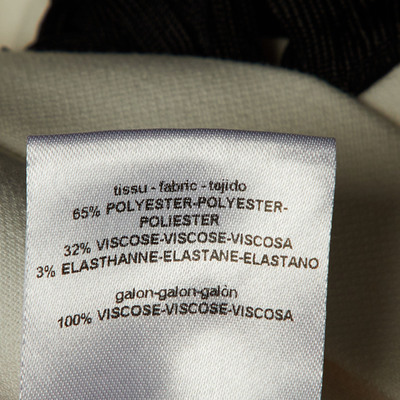 tissu - fabric - tejido
65% POLYESTER-POLYESTER-
POLIESTER
32% VISCOSE-VISCOSE-VISCOSA
3% ELASTHANNE-ELASTANE-ELASTANO
galon-galon-galón
100% VISCOSE-VISCOSE-VISCOSA